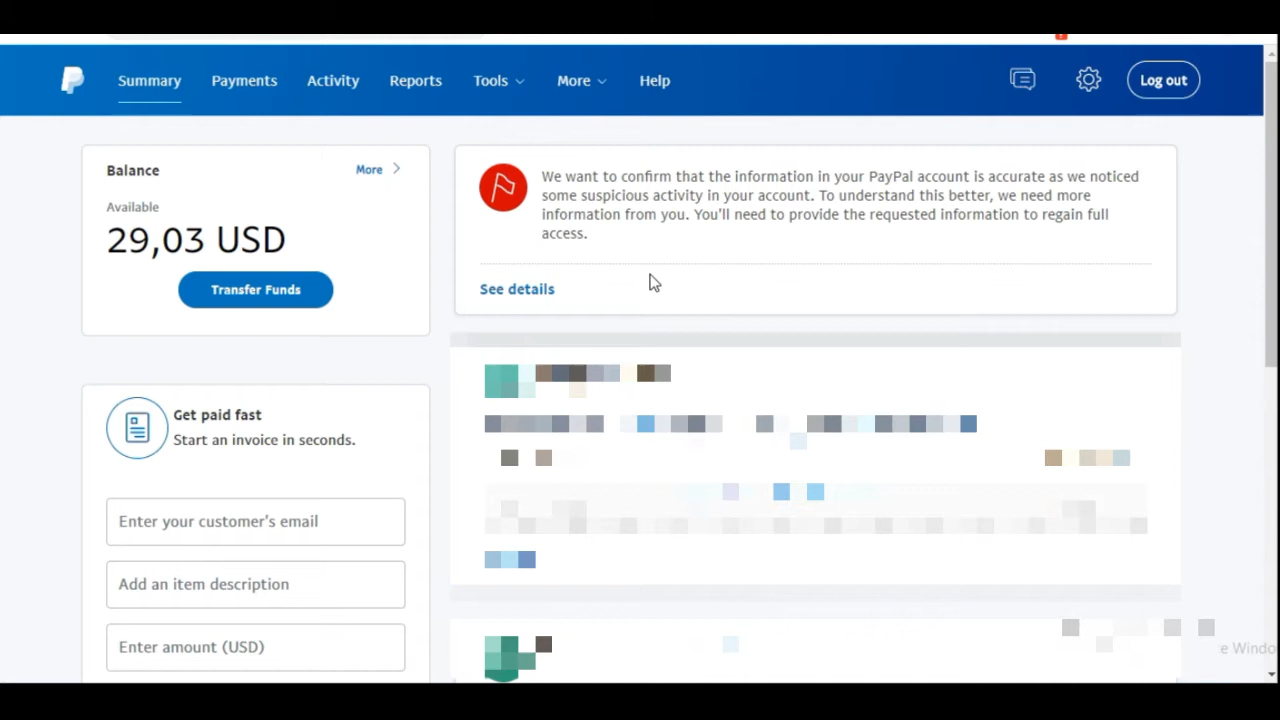 Summary Payments Activity Reports Tools More Help Log out
Balance
More
Available
29,03 USD
Transfer Funds
We want to confirm that the information in your PayPal account is accurate as we noticed
some suspicious activity in your account. To understand this better, we need more
information from you. You'll need to provide the requested information to regain full
access.
See details
Get paid fast
Start an invoice in seconds.
Enter your customer's email
Add an item description
Enter amount (USD)
e Windo